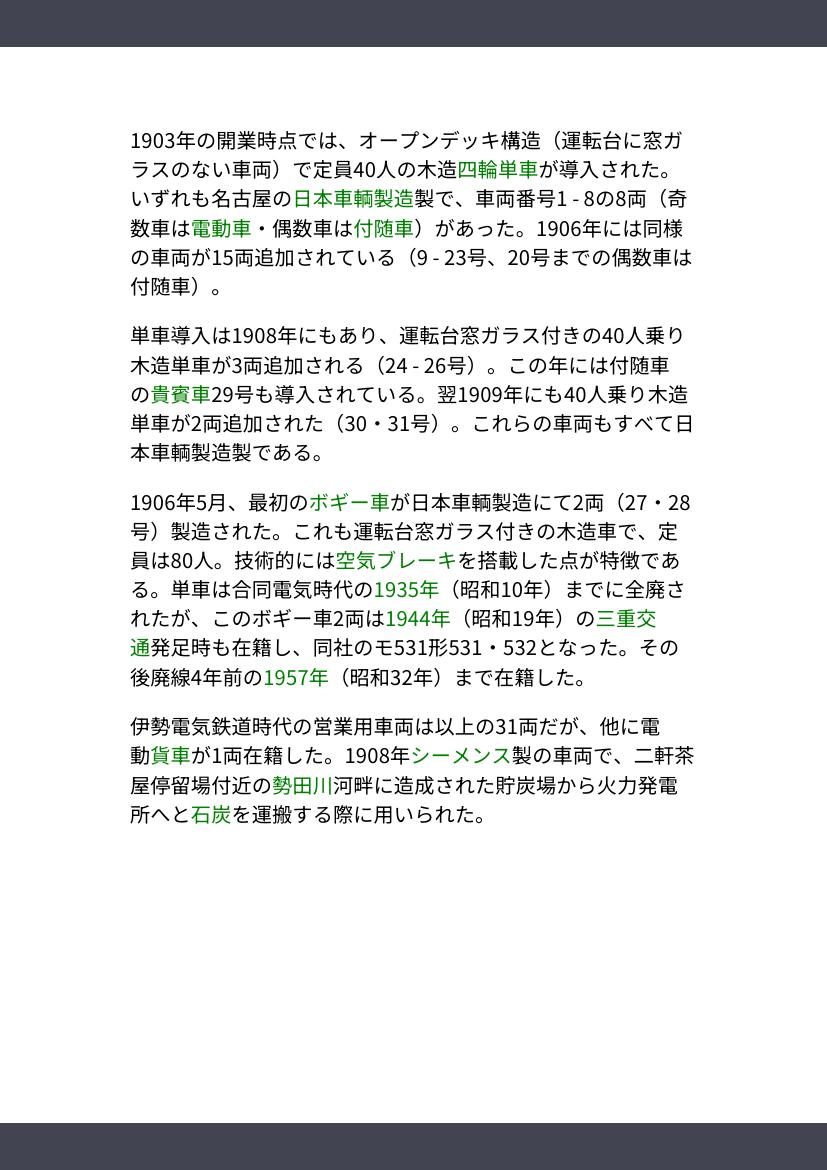 1903年の開業時点では、オープンデッキ構造（運転台に窓ガ
ラスのない車両）で定員40人の木造四輪単車が導入された。
いずれも名古屋の日本車輌製造製で、車両番号1 - 8の8両（奇
数車は電動車・偶数車は付随車）があった。1906年には同様
の車両が15両追加されている（9 - 23号、20号までの偶数車は
付随車）。
単車導入は1908年にもあり、運転台窓ガラス付きの40人乗り
木造単車が3両追加される（24 - 26号）。この年には付随車
の貴賓車29号も導入されている。翌1909年にも40人乗り木造
単車が2両追加された（30・31号）。これらの車両もすべて日
本車輌製造製である。
1906年5月、最初のボギー車が日本車輌製造にて2両（27・28
号）製造された。これも運転台窓ガラス付きの木造車で、定
員は80人。技術的には空気ブレーキを搭載した点が特徴であ
る。単車は合同電気時代の1935年（昭和10年）までに全廃さ
れたが、このボギー車2両は1944年（昭和19年）の三重交
通発足時も在籍し、同社のモ531形531・532となった。その
後廃線4年前の1957年（昭和32年）まで在籍した。
伊勢電気鉄道時代の営業用車両は以上の31両だが、他に電
動貨車が1両在籍した。1908年シーメンス製の車両で、二軒茶
屋停留場付近の勢田川河畔に造成された貯炭場から火力発電
所へと石炭を運搬する際に用いられた。